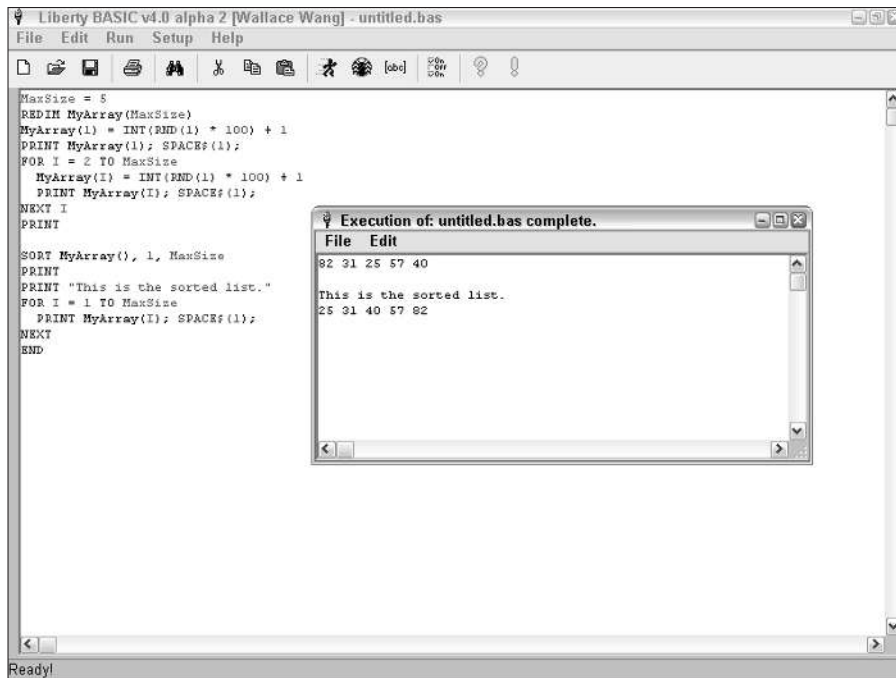 Liberty BASIC v4.0 alpha 2 [Wallace Wang] - untitled.bas
File Edit Run Setup Help
[abc]
On
Off
On
MaxSize = 5
REDIM MyArray(MaxSize)
MyArray(1) = INT(RND(1) * 100) + 1
PRINT MyArray(1); SPACE$(1);
FOR I = 2 TO MaxSize
  MyArray(I) = INT(RND(1) * 100) + 1
  PRINT MyArray(I); SPACE$(1);
NEXT I
PRINT
SORT MyArray(), 1, MaxSize
PRINT
PRINT "This is the sorted list."
FOR I = 1 TO MaxSize
  PRINT MyArray(I); SPACE$(1);
NEXT
END
Execution of: untitled.bas complete.
File Edit
82 31 25 57 40
This is the sorted list.
25 31 40 57 82
Ready!